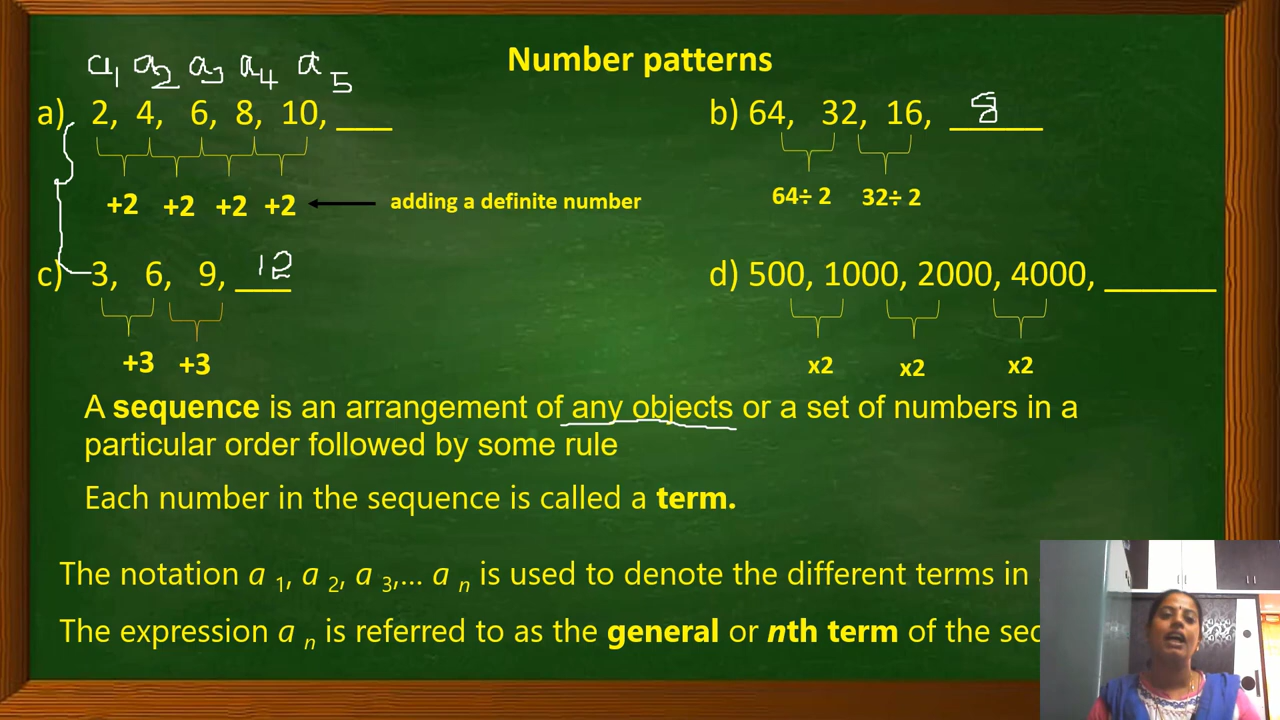 Number patterns
a1 a2 a3 a4 a5
a) 2, 4, 6, 8, 10, ___
+2 +2 +2 +2 adding a definite number
b) 64, 32, 16, 8
64÷ 2 32÷ 2
c) 3, 6, 9, 12
+3 +3
d) 500, 1000, 2000, 4000, ______
x2 x2 x2
A sequence is an arrangement of any objects or a set of numbers in a
particular order followed by some rule
Each number in the sequence is called a term.
The notation a 1, a 2, a 3,... a n is used to denote the different terms in
The expression a n is referred to as the general or nth term of the